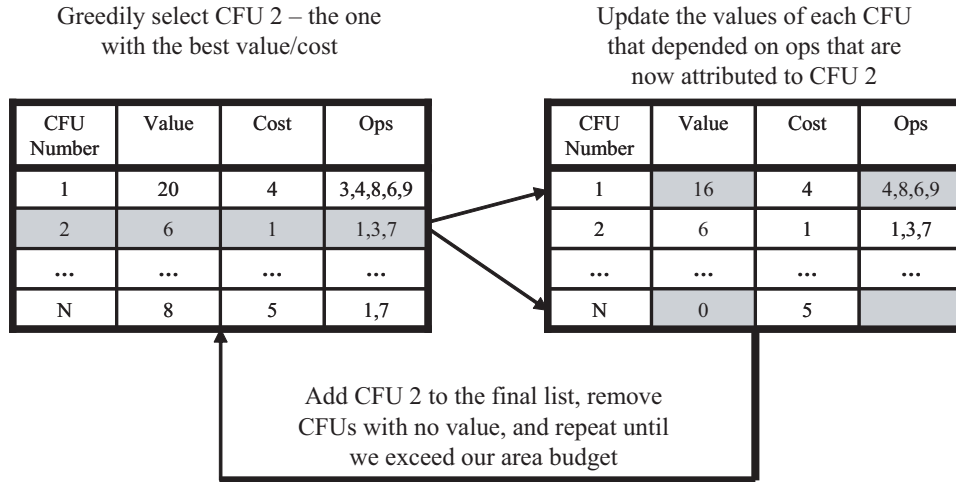 Greedily select CFU 2 – the one
with the best value/cost
Update the values of each CFU
that depended on ops that are
now attributed to CFU 2
CFU Number Value Cost Ops
1 20 4 3,4,8,6,9
2 6 1 1,3,7
... ... ... ...
N 8 5 1,7
CFU Number Value Cost Ops
1 16 4 4,8,6,9
2 6 1 1,3,7
... ... ... ...
N 0 5
Add CFU 2 to the final list, remove
CFUs with no value, and repeat until
we exceed our area budget